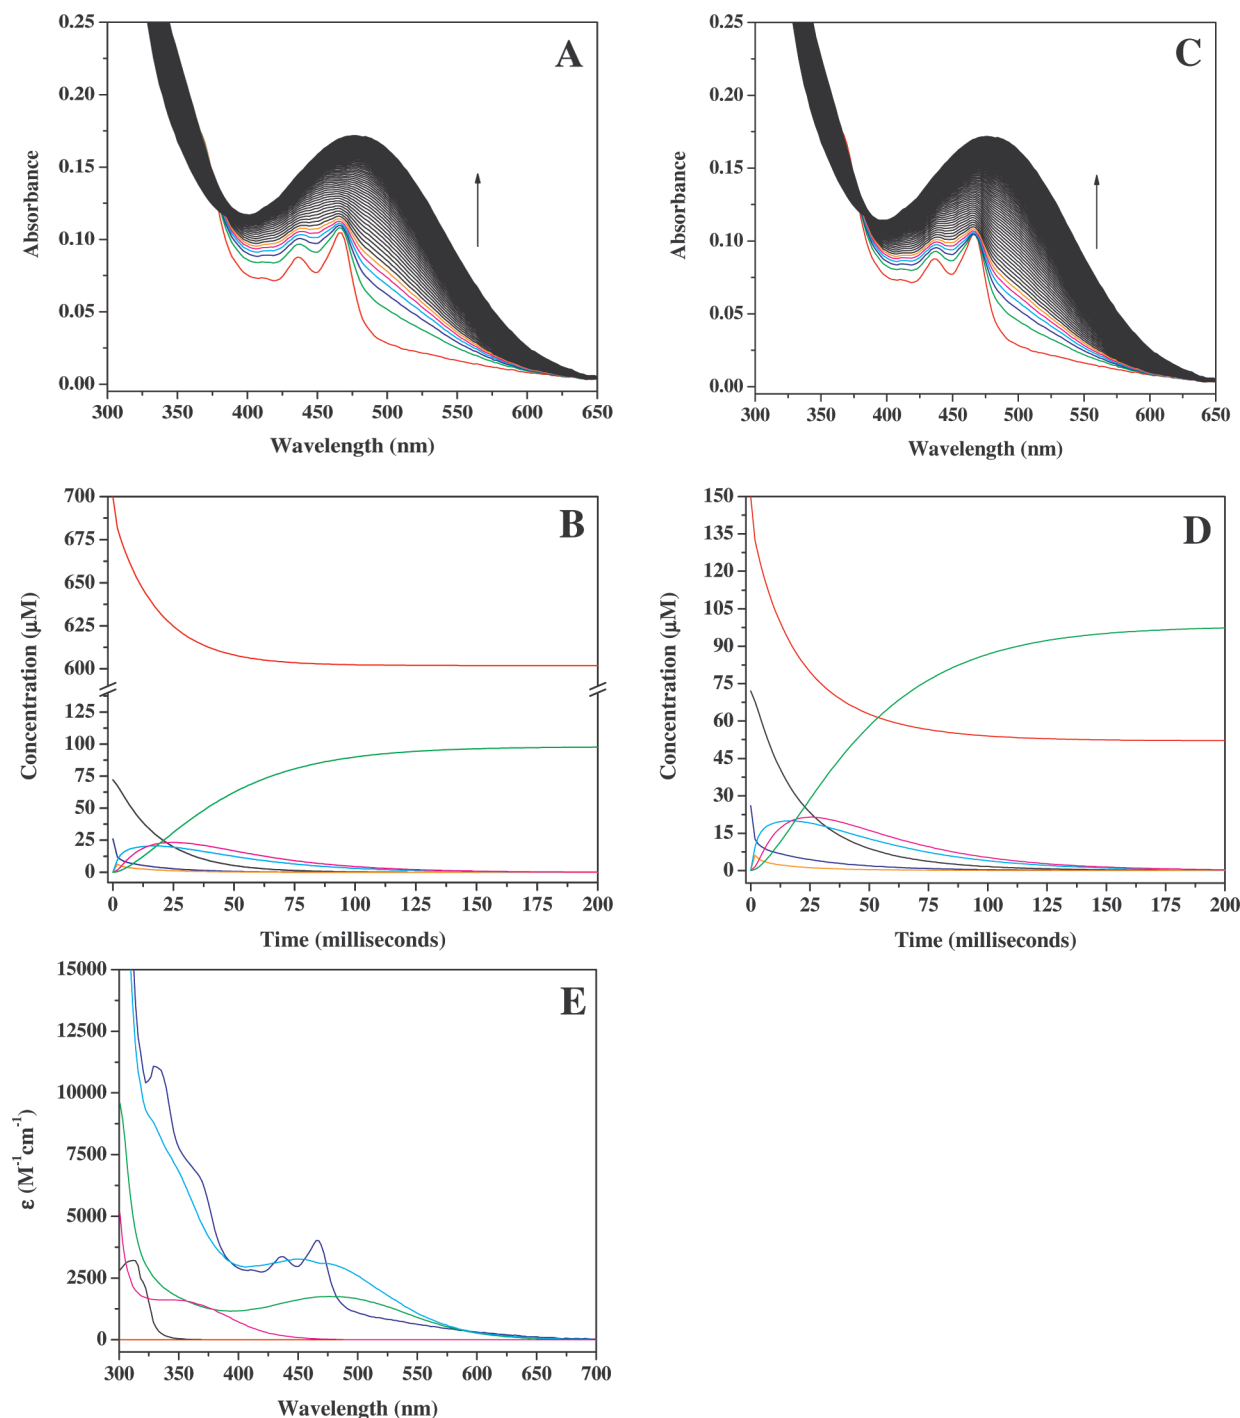 A
0.25
0.20
0.15
0.10
0.05
0.00
Absorbance
300 350 400 450 500 550 600 650
Wavelength (nm)
C
0.25
0.20
0.15
0.10
0.05
0.00
Absorbance
300 350 400 450 500 550 600 650
Wavelength (nm)
B
700
675
650
625
600
125
100
75
50
25
0
Concentration (μM)
0 25 50 75 100 125 150 175 200
Time (milliseconds)
D
150
135
120
105
90
75
60
45
30
15
0
Concentration (μM)
0 25 50 75 100 125 150 175 200
Time (milliseconds)
E
15000
12500
10000
7500
5000
2500
0
ε (M⁻¹cm⁻¹)
300 350 400 450 500 550 600 650 700
Wavelength (nm)